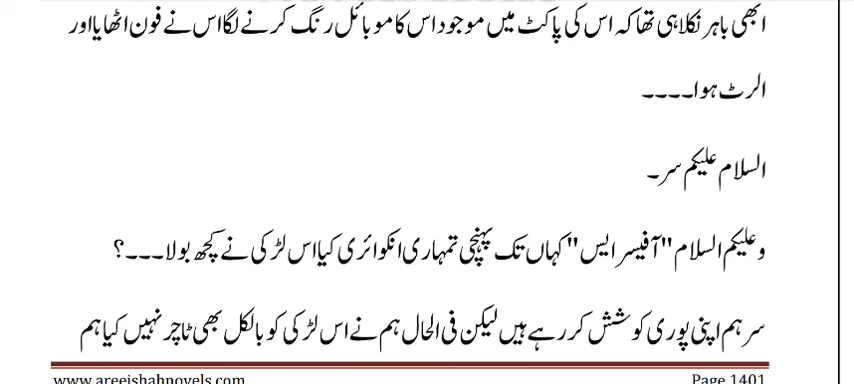 ابھی باہر نکلا ہی تھا کہ اس کی پاکٹ میں موجود اس کا موبائل رنگ کرنے لگا اس نے فون اٹھایا اور
الرٹ ہوا۔۔۔۔
السلام علیکم سر۔
وعلیکم السلام "آفیسر ایس" کہاں تک پہنچی تمہاری انکوائری کیا اس لڑکی نے کچھ بولا۔۔۔؟
سر ہم اپنی پوری کوشش کر رہے ہیں لیکن فی الحال ہم نے اس لڑکی کو بالکل بھی ٹاچر نہیں کیا ہم
www.areejshahnovels.com Page 1401